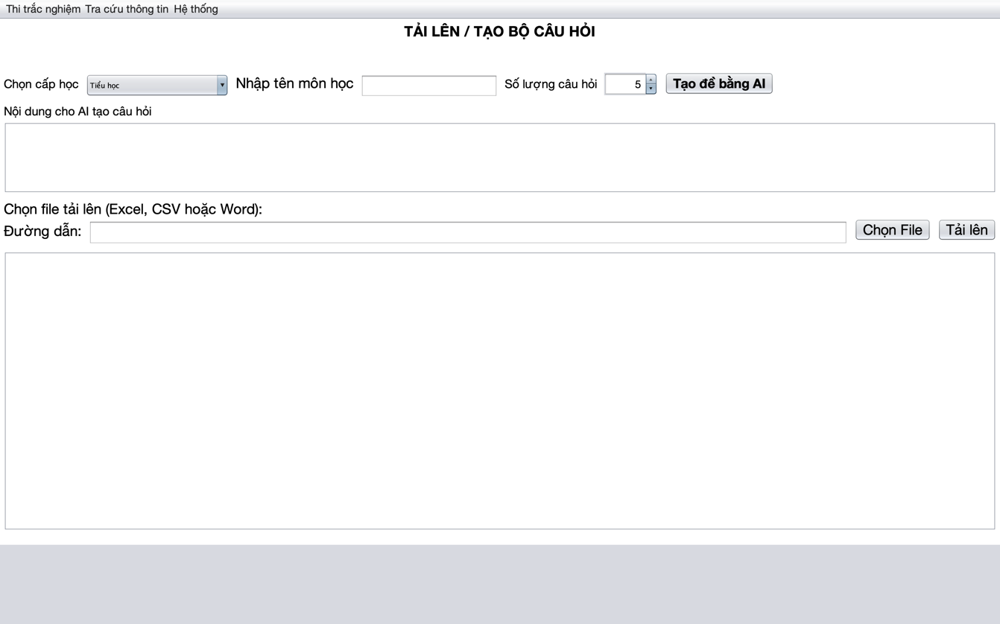 Thi trắc nghiệm Tra cứu thông tin Hệ thống
TẢI LÊN / TẠO BỘ CÂU HỎI
Chọn cấp học Tiểu học Nhập tên môn học Số lượng câu hỏi 5 Tạo đề bằng AI
Nội dung cho AI tạo câu hỏi
Chọn file tải lên (Excel, CSV hoặc Word):
Đường dẫn: Chọn File Tải lên